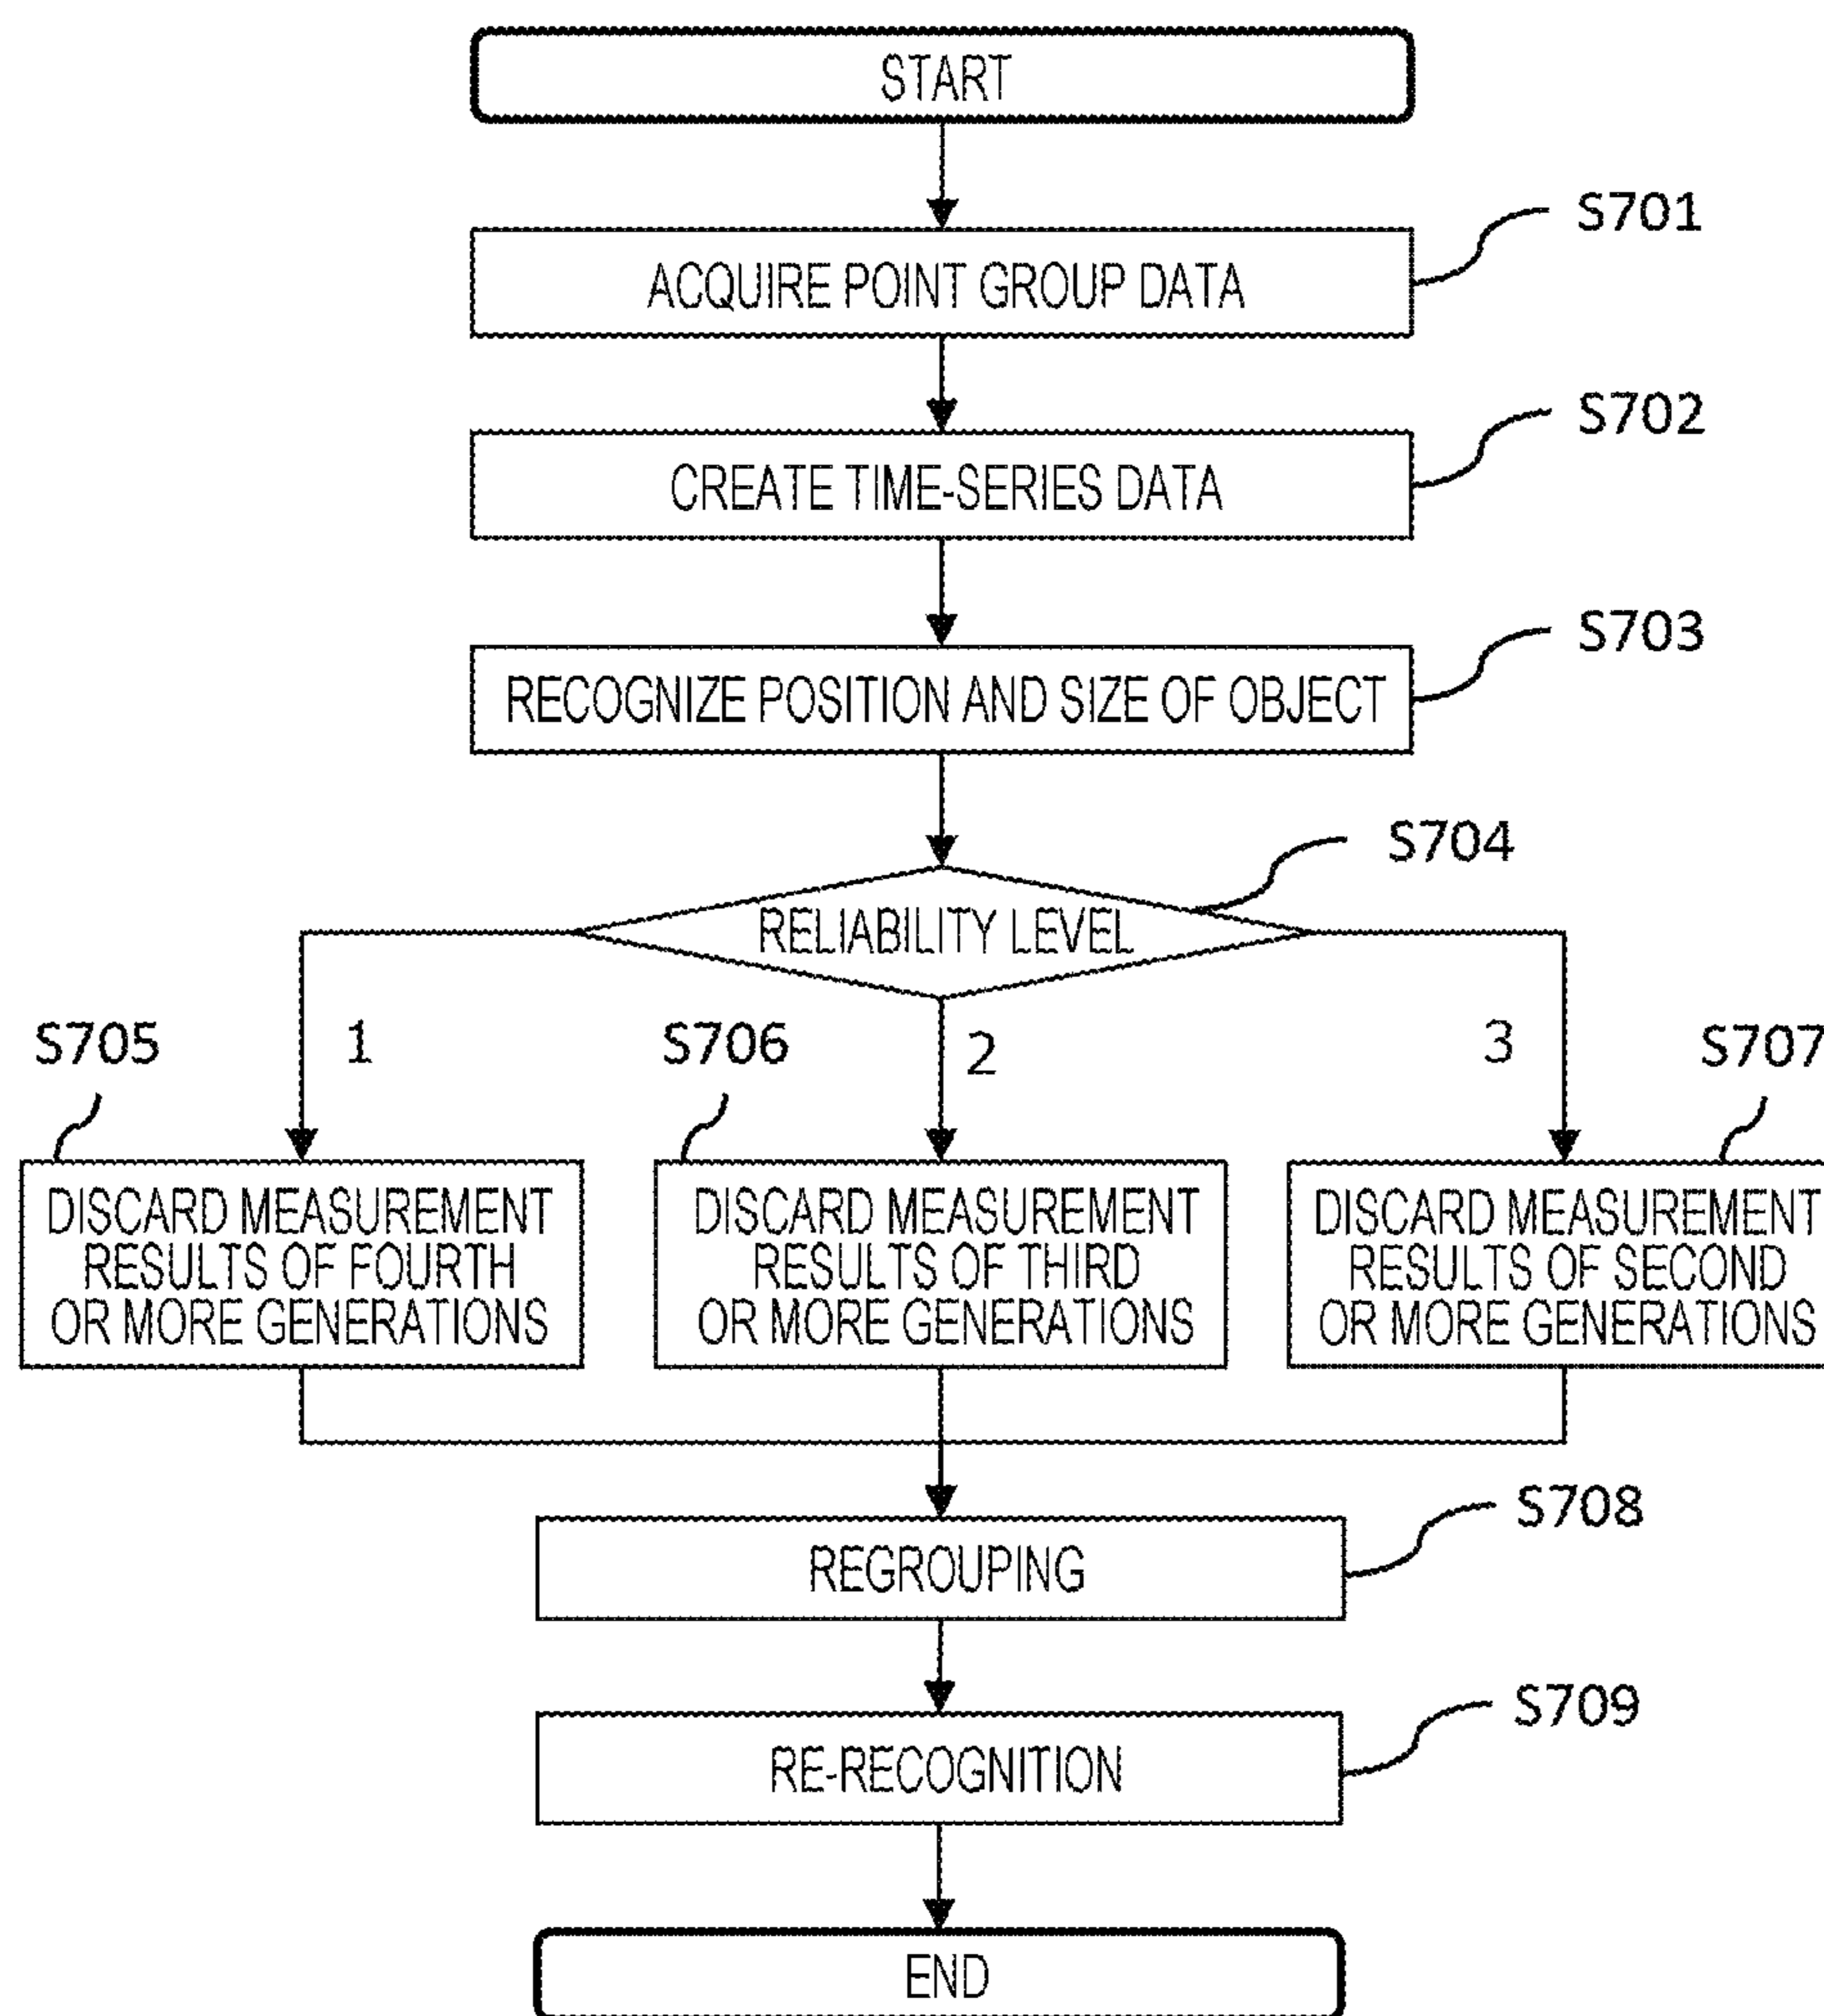 START
S701
ACQUIRE POINT GROUP DATA
S702
CREATE TIME-SERIES DATA
S703
RECOGNIZE POSITION AND SIZE OF OBJECT
S704
RELIABILITY LEVEL
S705
1
S706
2
3
S707
DISCARD MEASUREMENT
RESULTS OF FOURTH
OR MORE GENERATIONS
DISCARD MEASUREMENT
RESULTS OF THIRD
OR MORE GENERATIONS
DISCARD MEASUREMENT
RESULTS OF SECOND
OR MORE GENERATIONS
S708
REGROUPING
S709
RE-RECOGNITION
END